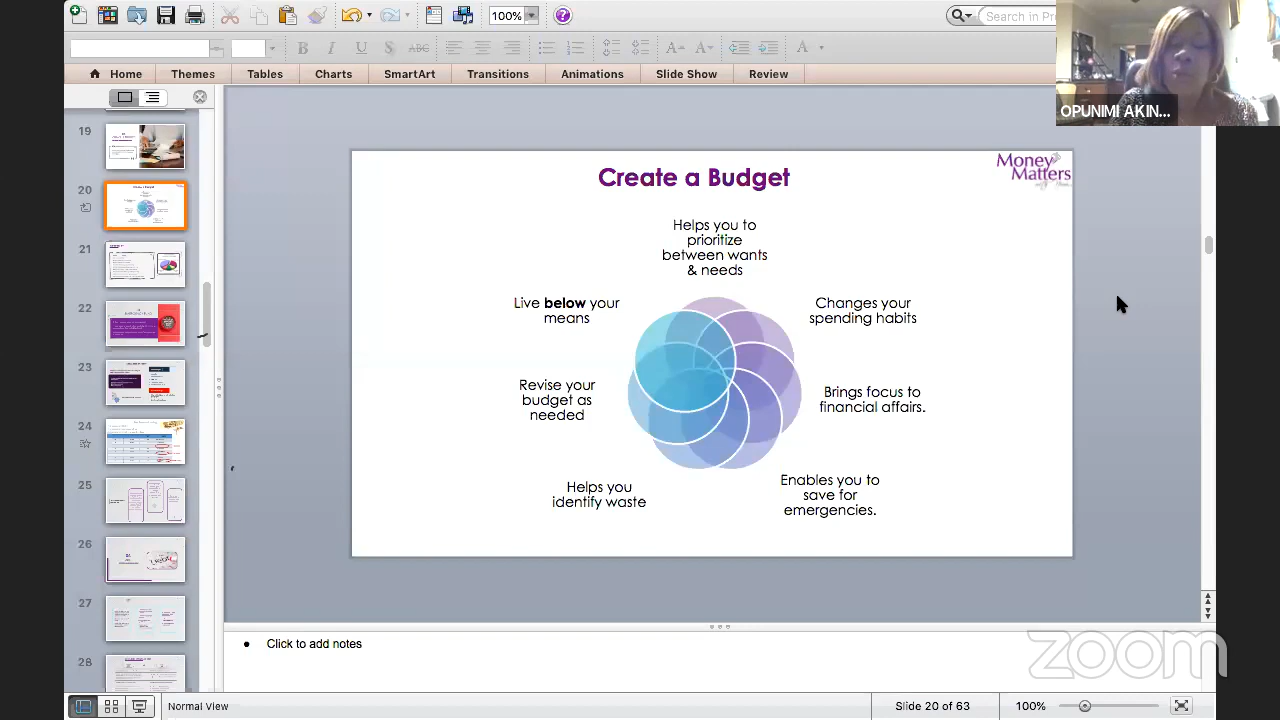 100%
Search in Pr
B I U S ABC
A A A
Home Themes Tables Charts SmartArt Transitions Animations Slide Show Review
OPUNIMI AKIN...
19
20
21
22
23
24
25
26
27
28
Create a Budget
Money
Matters
Helps you to
prioritize
between wants
& needs
Live below your
means
Changes your
spending habits
Revise your
budget as
needed
Brings focus to
financial affairs.
Helps you
identify waste
Enables you to
save for
emergencies.
Click to add notes
zoom
Normal View
Slide 20 of 63
100%